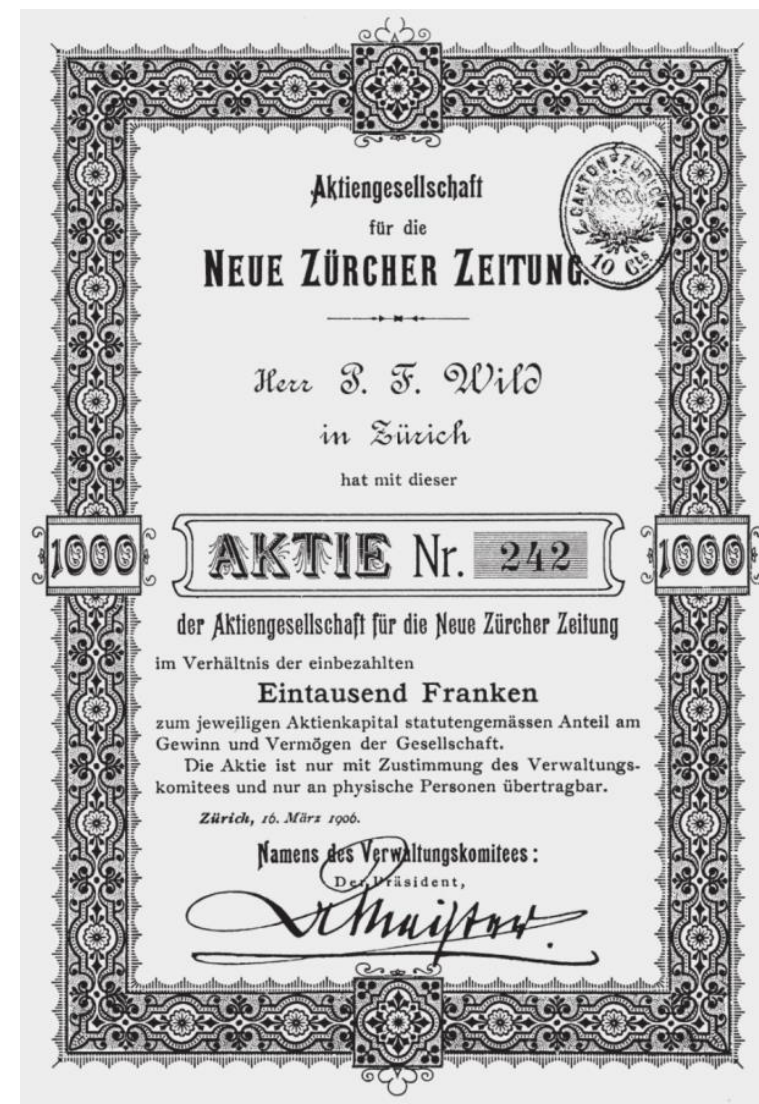 Aktiengesellschaft
für die
NEUE ZÜRCHER ZEITUNG.
CANTON ZÜRICH
10 Cts
Herr P. F. Wild
in Zürich
hat mit dieser
1000
AKTIE Nr. 242
1000
der Aktiengesellschaft für die Neue Zürcher Zeitung
im Verhältnis der einbezahlten
Eintausend Franken
zum jeweiligen Aktienkapital statutengemässen Anteil am
Gewinn und Vermögen der Gesellschaft.
Die Aktie ist nur mit Zustimmung des Verwaltungs-
komitees und nur an physische Personen übertragbar.
Zürich, 16. März 1906.
Namens des Verwaltungskomitees:
Der Präsident,
Meister.